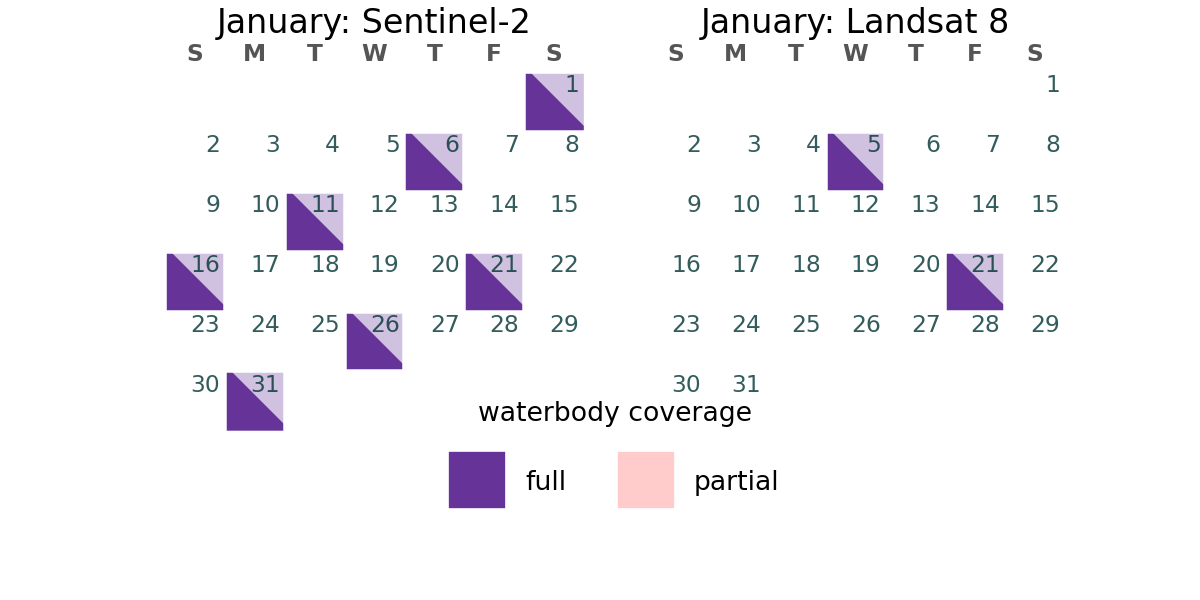 January: Sentinel-2
S M T W T F S
1
2 3 4 5 6 7 8
9 10 11 12 13 14 15
16 17 18 19 20 21 22
23 24 25 26 27 28 29
30 31
January: Landsat 8
S M T W T F S
1
2 3 4 5 6 7 8
9 10 11 12 13 14 15
16 17 18 19 20 21 22
23 24 25 26 27 28 29
30 31
waterbody coverage
full partial